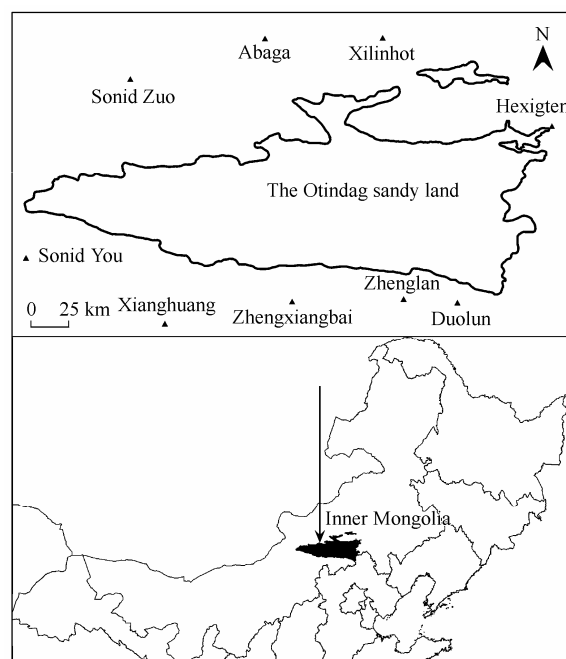 N
Abaga
Xilinhot
Sonid Zuo
Hexigten
The Otindag sandy land
Sonid You
Zhenglan
0 25 km
Xianghuang
Zhengxiangbai
Duolun
Inner Mongolia